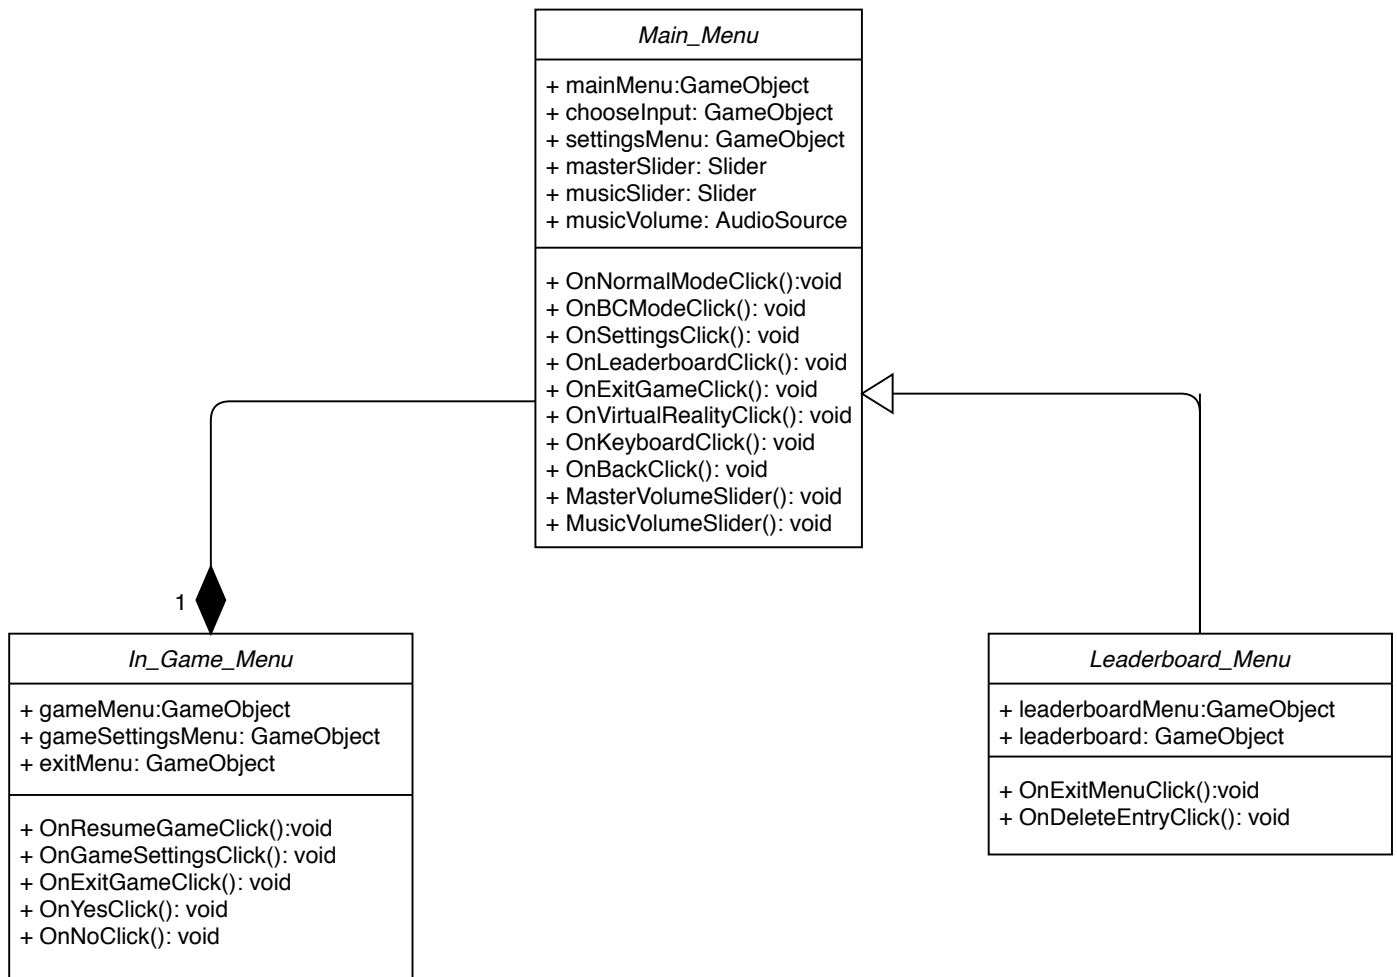 Main_Menu
+ mainMenu:GameObject
+ chooseInput: GameObject
+ settingsMenu: GameObject
+ masterSlider: Slider
+ musicSlider: Slider
+ musicVolume: AudioSource
+ OnNormalModeClick():void
+ OnBCModeClick(): void
+ OnSettingsClick(): void
+ OnLeaderboardClick(): void
+ OnExitGameClick(): void
+ OnVirtualRealityClick(): void
+ OnKeyboardClick(): void
+ OnBackClick(): void
+ MasterVolumeSlider(): void
+ MusicVolumeSlider(): void
1
In_Game_Menu
+ gameMenu:GameObject
+ gameSettingsMenu: GameObject
+ exitMenu: GameObject
+ OnResumeGameClick():void
+ OnGameSettingsClick(): void
+ OnExitGameClick(): void
+ OnYesClick(): void
+ OnNoClick(): void
Leaderboard_Menu
+ leaderboardMenu:GameObject
+ leaderboard: GameObject
+ OnExitMenuClick():void
+ OnDeleteEntryClick(): void